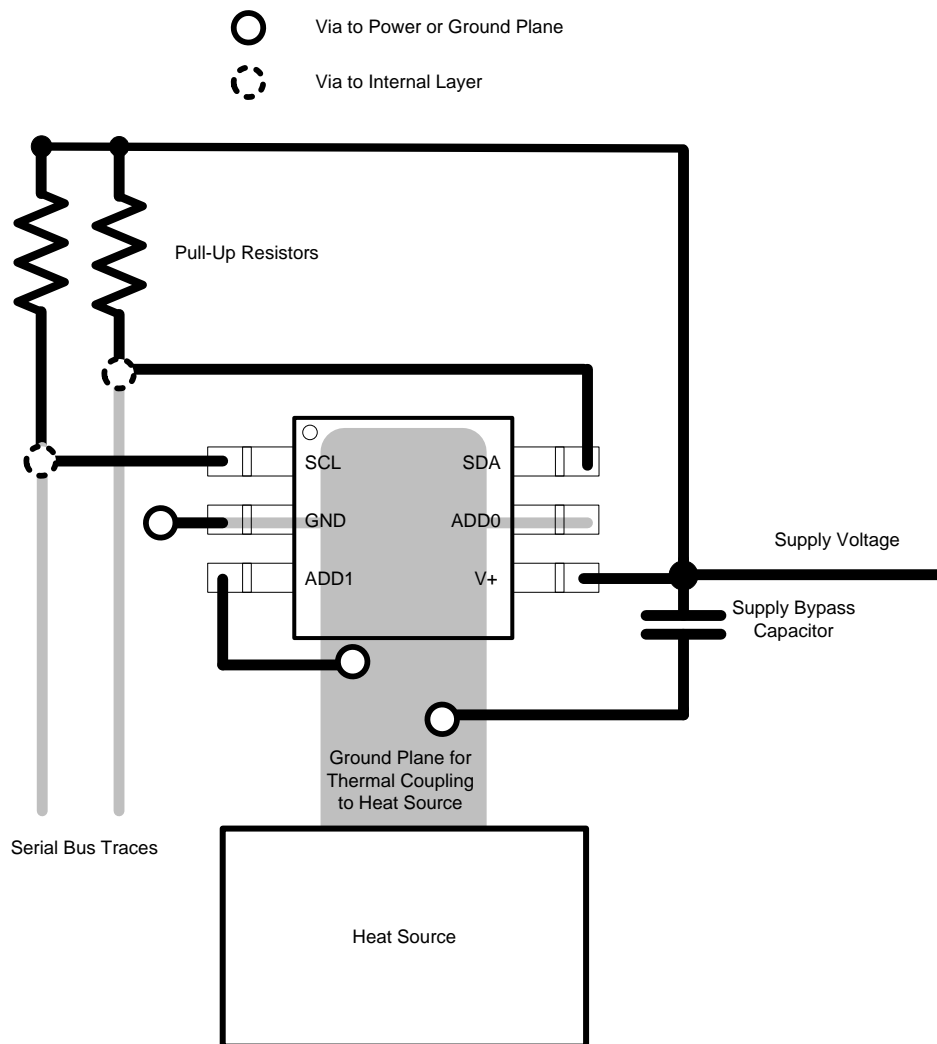 Via to Power or Ground Plane
Via to Internal Layer
Pull-Up Resistors
SCL
SDA
GND
ADD0
ADD1
V+
Supply Voltage
Supply Bypass
Capacitor
Ground Plane for
Thermal Coupling
to Heat Source
Serial Bus Traces
Heat Source